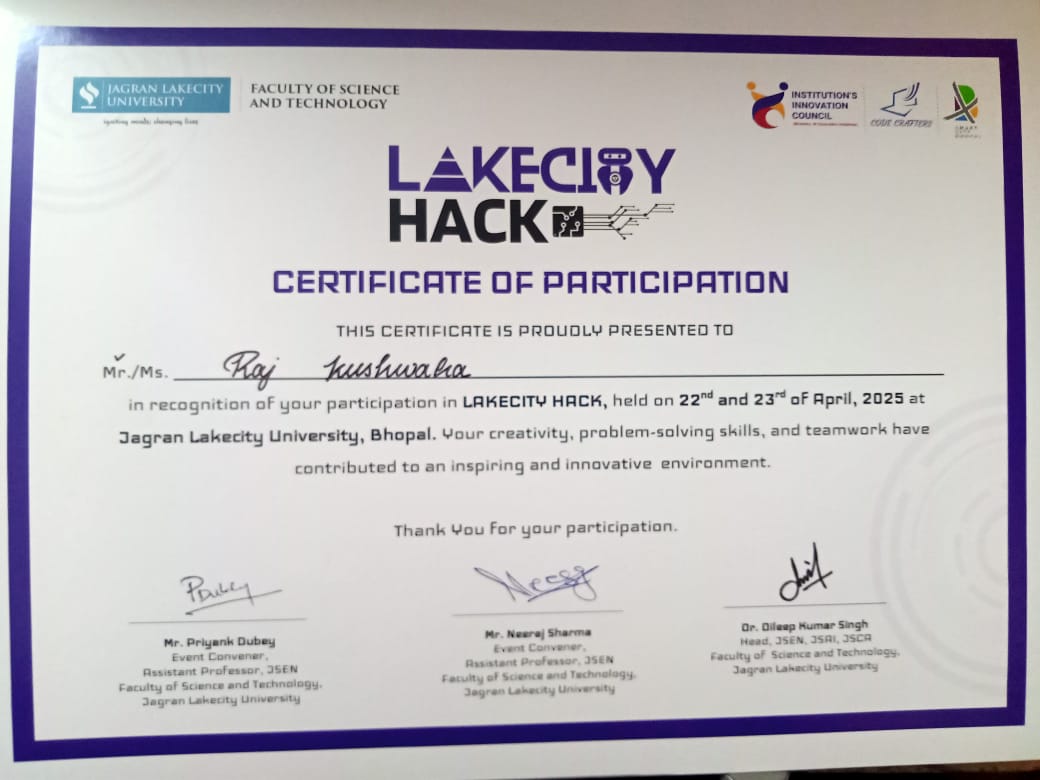 JAGRAN LAKECITY
UNIVERSITY
igniting minds; changing lives
FACULTY OF SCIENCE
AND TECHNOLOGY
INSTITUTION'S
INNOVATION
COUNCIL
CODE CRAFTERS
SMART
LAKECITY
HACK
CERTIFICATE OF PARTICIPATION
THIS CERTIFICATE IS PROUDLY PRESENTED TO
Mr./Ms. Raj Kushwaha
in recognition of your participation in LAKECITY HACK, held on 22nd and 23rd of April, 2025 at
Jagran Lakecity University, Bhopal. Your creativity, problem-solving skills, and teamwork have
contributed to an inspiring and innovative environment.
Thank You for your participation.
PDubey
Mr. Priyank Dubey
Event Convener,
Assistant Professor, JSEN
Faculty of Science and Technology,
Jagran Lakecity University
Mr. Neeraj Sharma
Event Convener,
Assistant Professor, JSEN
Faculty of Science and Technology,
Jagran Lakecity University
Dr. Dileep Kumar Singh
Head, JSEN, JSAI, JSCA
Faculty of Science and Technology,
Jagran Lakecity University